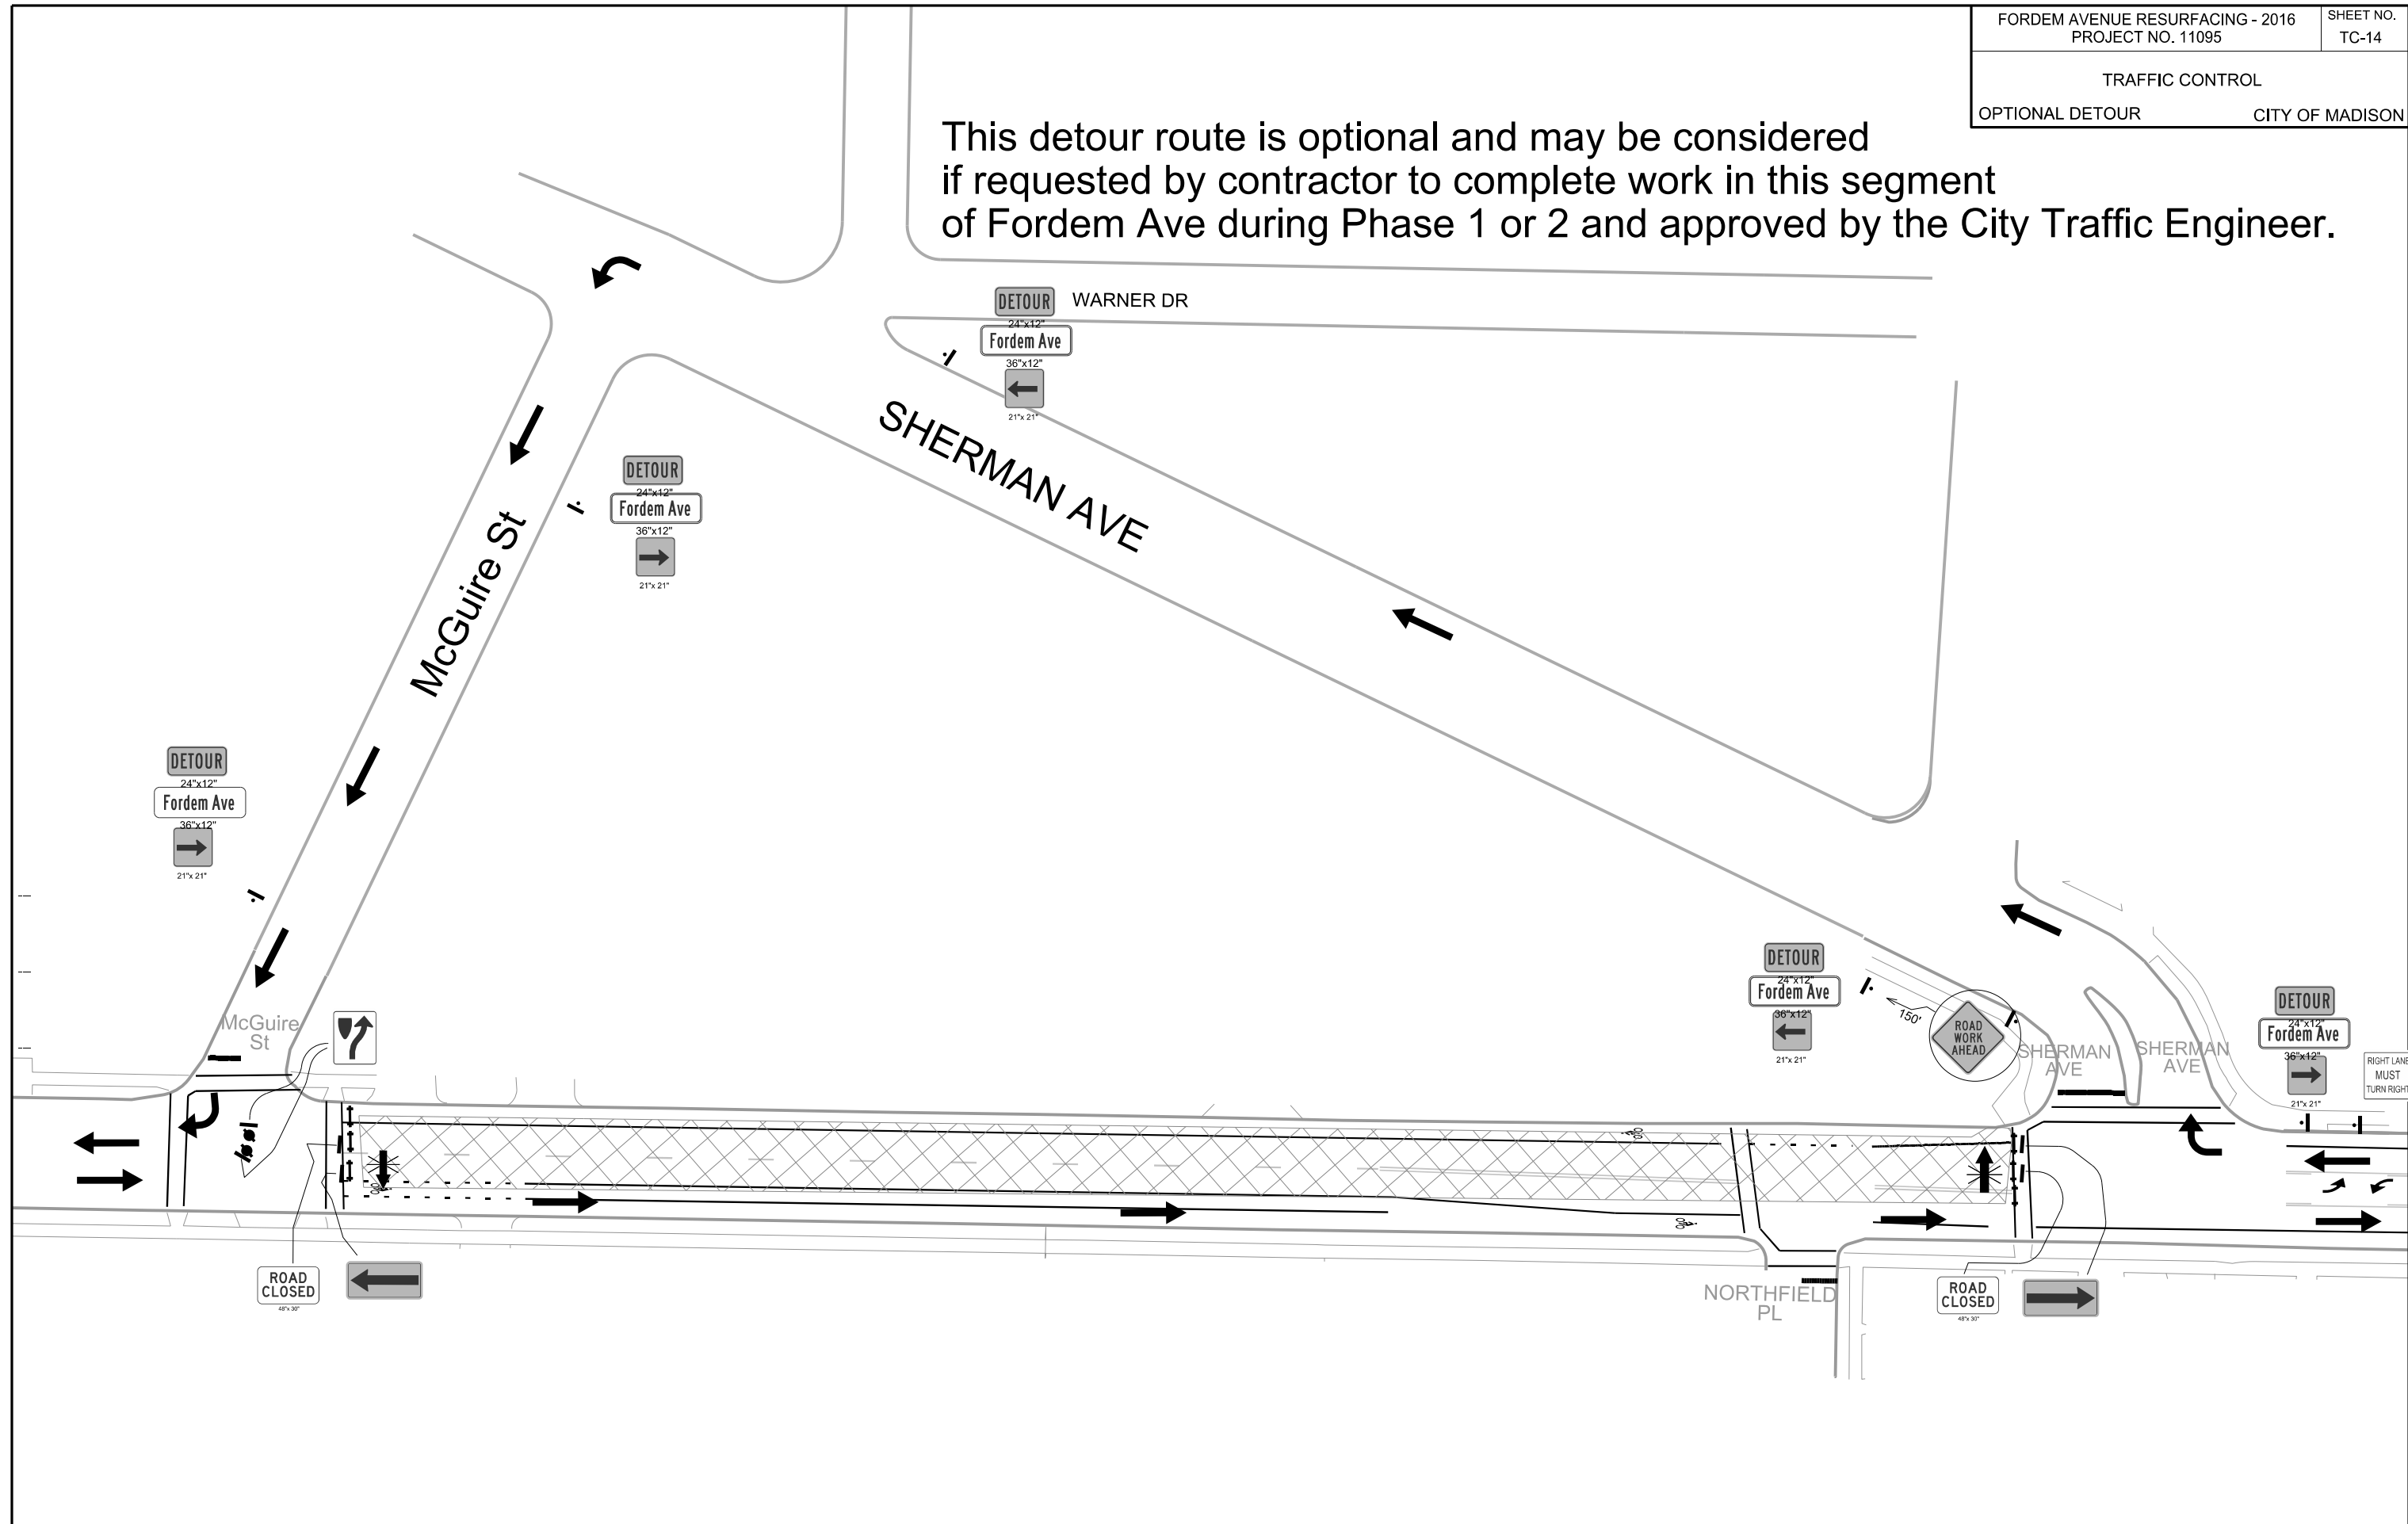 FORDEM AVENUE RESURFACING - 2016
PROJECT NO. 11095
SHEET NO.
TC-14
TRAFFIC CONTROL
OPTIONAL DETOUR
CITY OF MADISON
This detour route is optional and may be considered
if requested by contractor to complete work in this segment
of Fordem Ave during Phase 1 or 2 and approved by the City Traffic Engineer.
DETOUR
24"x12"
Fordem Ave
36"x12"
21"x 21"
WARNER DR
SHERMAN AVE
DETOUR
24"x12"
Fordem Ave
36"x12"
21"x 21"
McGuire St
DETOUR
24"x12"
Fordem Ave
36"x12"
21"x 21"
McGuire
St
DETOUR
24"x12"
Fordem Ave
36"x12"
21"x 21"
150'
ROAD
WORK
AHEAD
SHERMAN
AVE
SHERMAN
AVE
DETOUR
24"x12"
Fordem Ave
36"x12"
21"x 21"
RIGHT LANE
MUST
TURN RIGHT
ROAD
CLOSED
48"x 30"
NORTHFIELD
PL
ROAD
CLOSED
48"x 30"